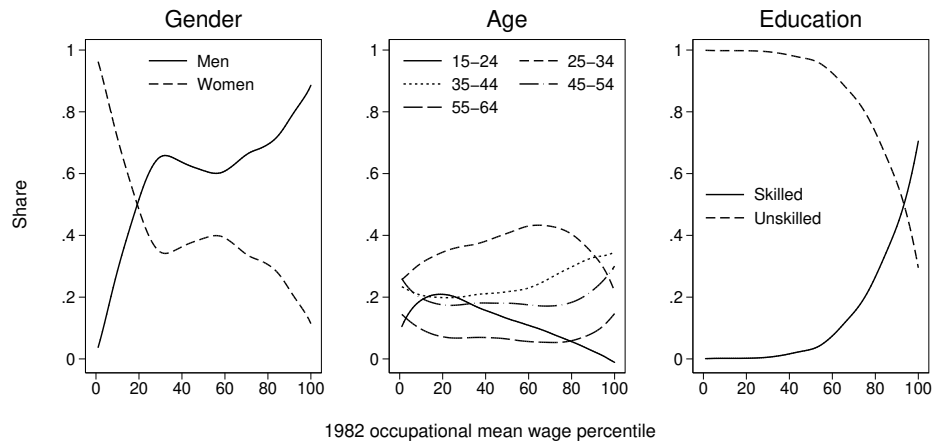 Gender
Age
Education
Share
1
.8
.6
.4
.2
0
Men
Women
0 20 40 60 80 100
1
.8
.6
.4
.2
0
15−24 25−34
35−44 45−54
55−64
0 20 40 60 80 100
1
.8
.6
.4
.2
0
Skilled
Unskilled
0 20 40 60 80 100
1982 occupational mean wage percentile